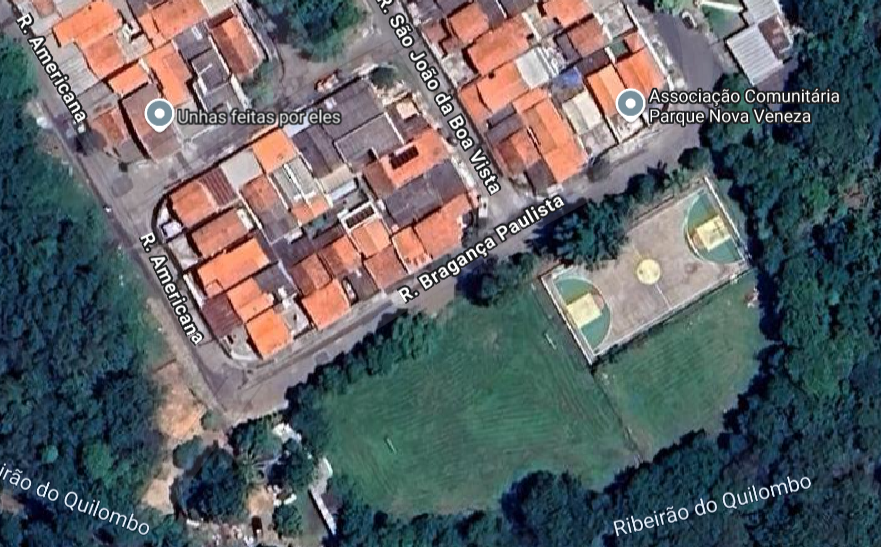 R. Americana
R. São João da Boa Vista
Unhas feitas por eles
Associação Comunitária
Parque Nova Veneza
R. Bragança Paulista
R. Americana
irão do Quilombo
Ribeirão do Quilombo